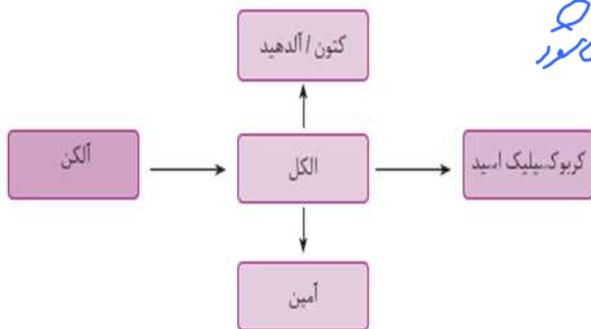 کتون / آلدهید
آلکن
الکل
کربوکسیلیک اسید
آمین